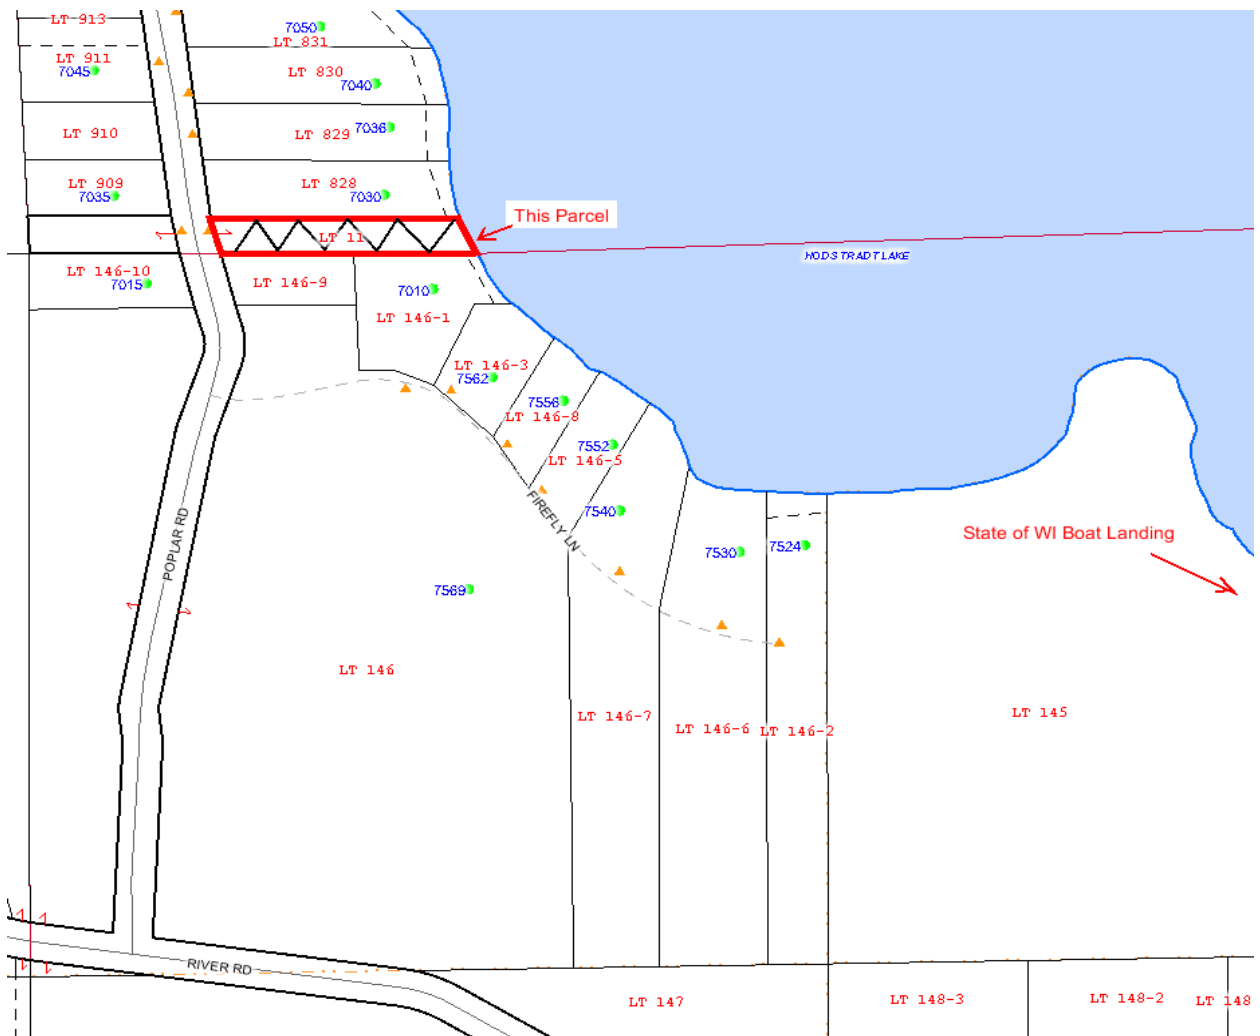 LT 913
7050
LT 831
LT 911
7045
LT 830
7040
LT 910
LT 829
7036
LT 909
7035
LT 828
7030
This Parcel
LT 11
HODSTRADT LAKE
LT 146-10
7015
LT 146-9
7010
LT 146-1
LT 146-3
7562
7556
LT 146-8
7552
LT 146-5
FIREFLY LN
7540
POPLAR RD
7530
7524
State of WI Boat Landing
7569
LT 146
LT 146-7
LT 146-6
LT 146-2
LT 145
RIVER RD
LT 147
LT 148-3
LT 148-2
LT 148